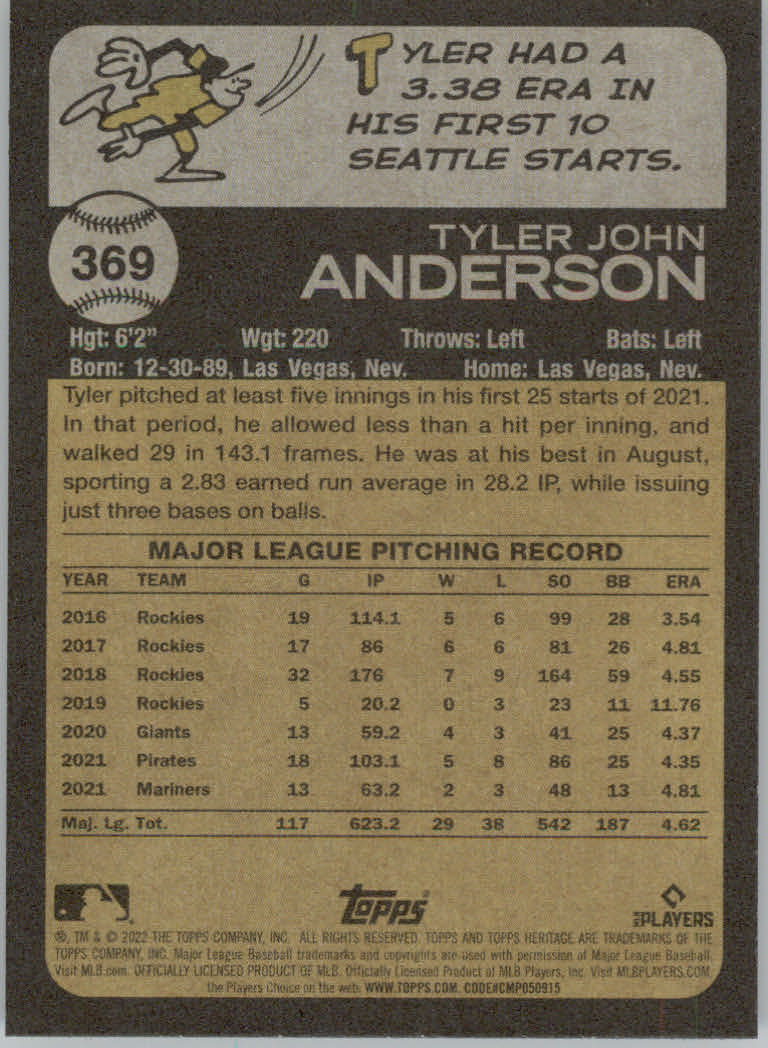 TYLER HAD A
3.38 ERA IN
HIS FIRST 10
SEATTLE STARTS.
369
TYLER JOHN
ANDERSON
Hgt: 6'2" Wgt: 220 Throws: Left Bats: Left
Born: 12-30-89, Las Vegas, Nev. Home: Las Vegas, Nev.
Tyler pitched at least five innings in his first 25 starts of 2021.
In that period, he allowed less than a hit per inning, and
walked 29 in 143.1 frames. He was at his best in August,
sporting a 2.83 earned run average in 28.2 IP, while issuing
just three bases on balls.
MAJOR LEAGUE PITCHING RECORD
YEAR TEAM G IP W L SO BB ERA
2016 Rockies 19 114.1 5 6 99 28 3.54
2017 Rockies 17 86 6 6 81 26 4.81
2018 Rockies 32 176 7 9 164 59 4.55
2019 Rockies 5 20.2 0 3 23 11 11.76
2020 Giants 13 59.2 4 3 41 25 4.37
2021 Pirates 18 103.1 5 8 86 25 4.35
2021 Mariners 13 63.2 2 3 48 13 4.81
Maj. Lg. Tot. 117 623.2 29 38 542 187 4.62
Topps
MLB PLAYERS
®, TM & © 2022 THE TOPPS COMPANY, INC. ALL RIGHTS RESERVED. TOPPS AND TOPPS HERITAGE ARE TRADEMARKS OF THE
TOPPS COMPANY, INC. Major League Baseball trademarks and copyrights are used with permission of Major League Baseball.
Visit MLB.com. OFFICIALLY LICENSED PRODUCT OF MLB. Officially Licensed Product of MLB Players, Inc. Visit MLBPLAYERS.COM,
the Players Choice on the web. WWW.TOPPS.COM. CODE#CMP050915